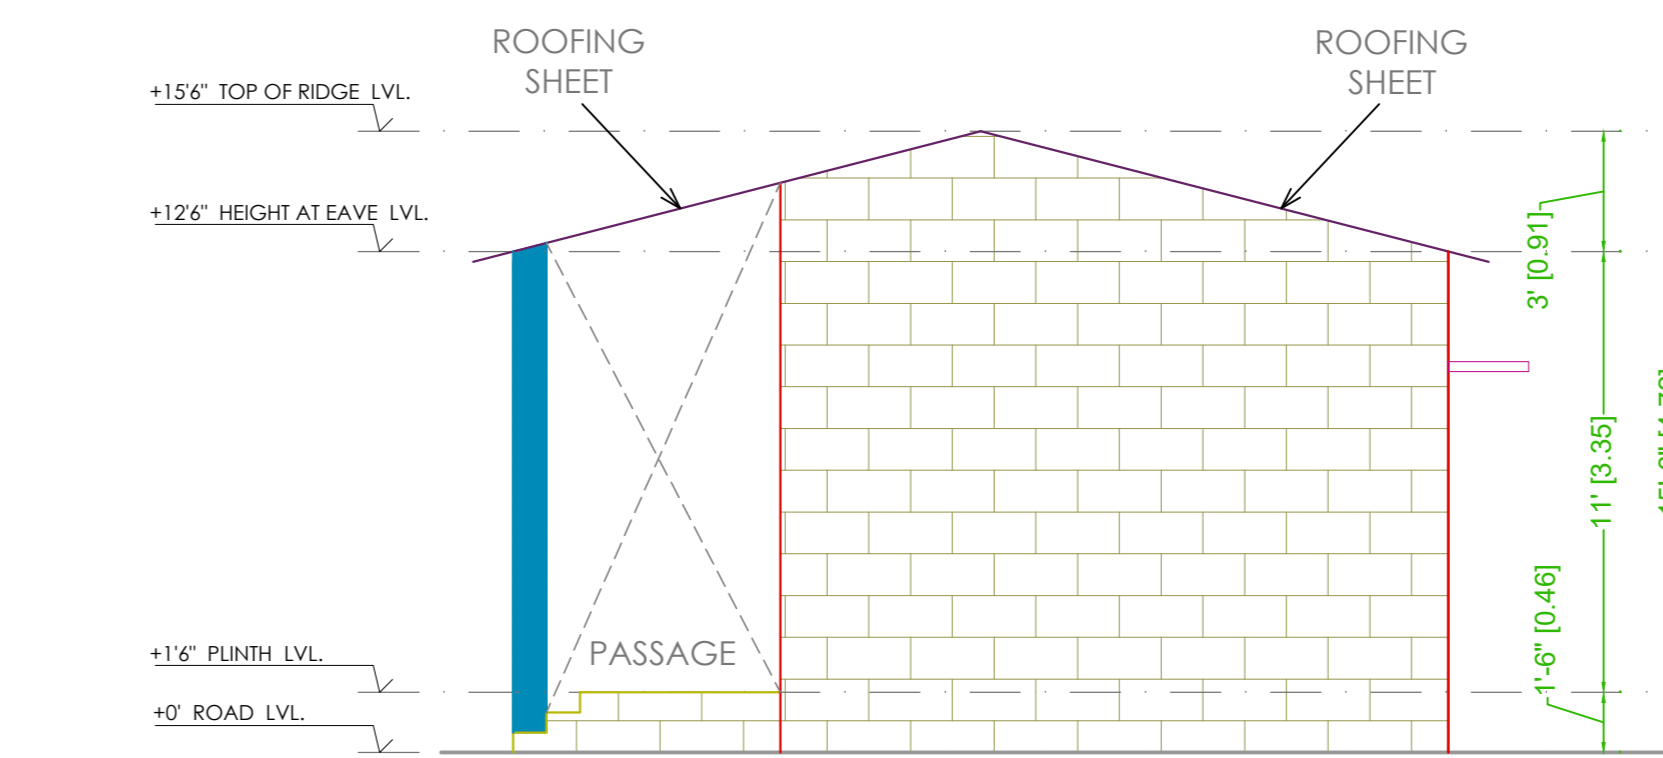 ROOFING
SHEET
ROOFING
SHEET
+15'6" TOP OF RIDGE LVL.
+12'6" HEIGHT AT EAVE LVL.
3' [0.91]
11' [3.35]
1'-6" [0.46]
PASSAGE
+1'6" PLINTH LVL.
+0' ROAD LVL.